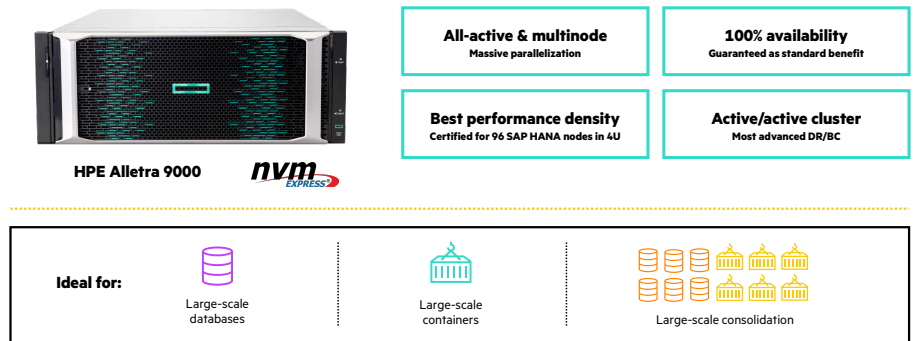 All-active & multinode
Massive parallelization
100% availability
Guaranteed as standard benefit
Best performance density
Certified for 96 SAP HANA nodes in 4U
Active/active cluster
Most advanced DR/BC
HPE Alletra 9000
nvm
EXPRESS®
Ideal for:
Large-scale
databases
Large-scale
containers
Large-scale consolidation